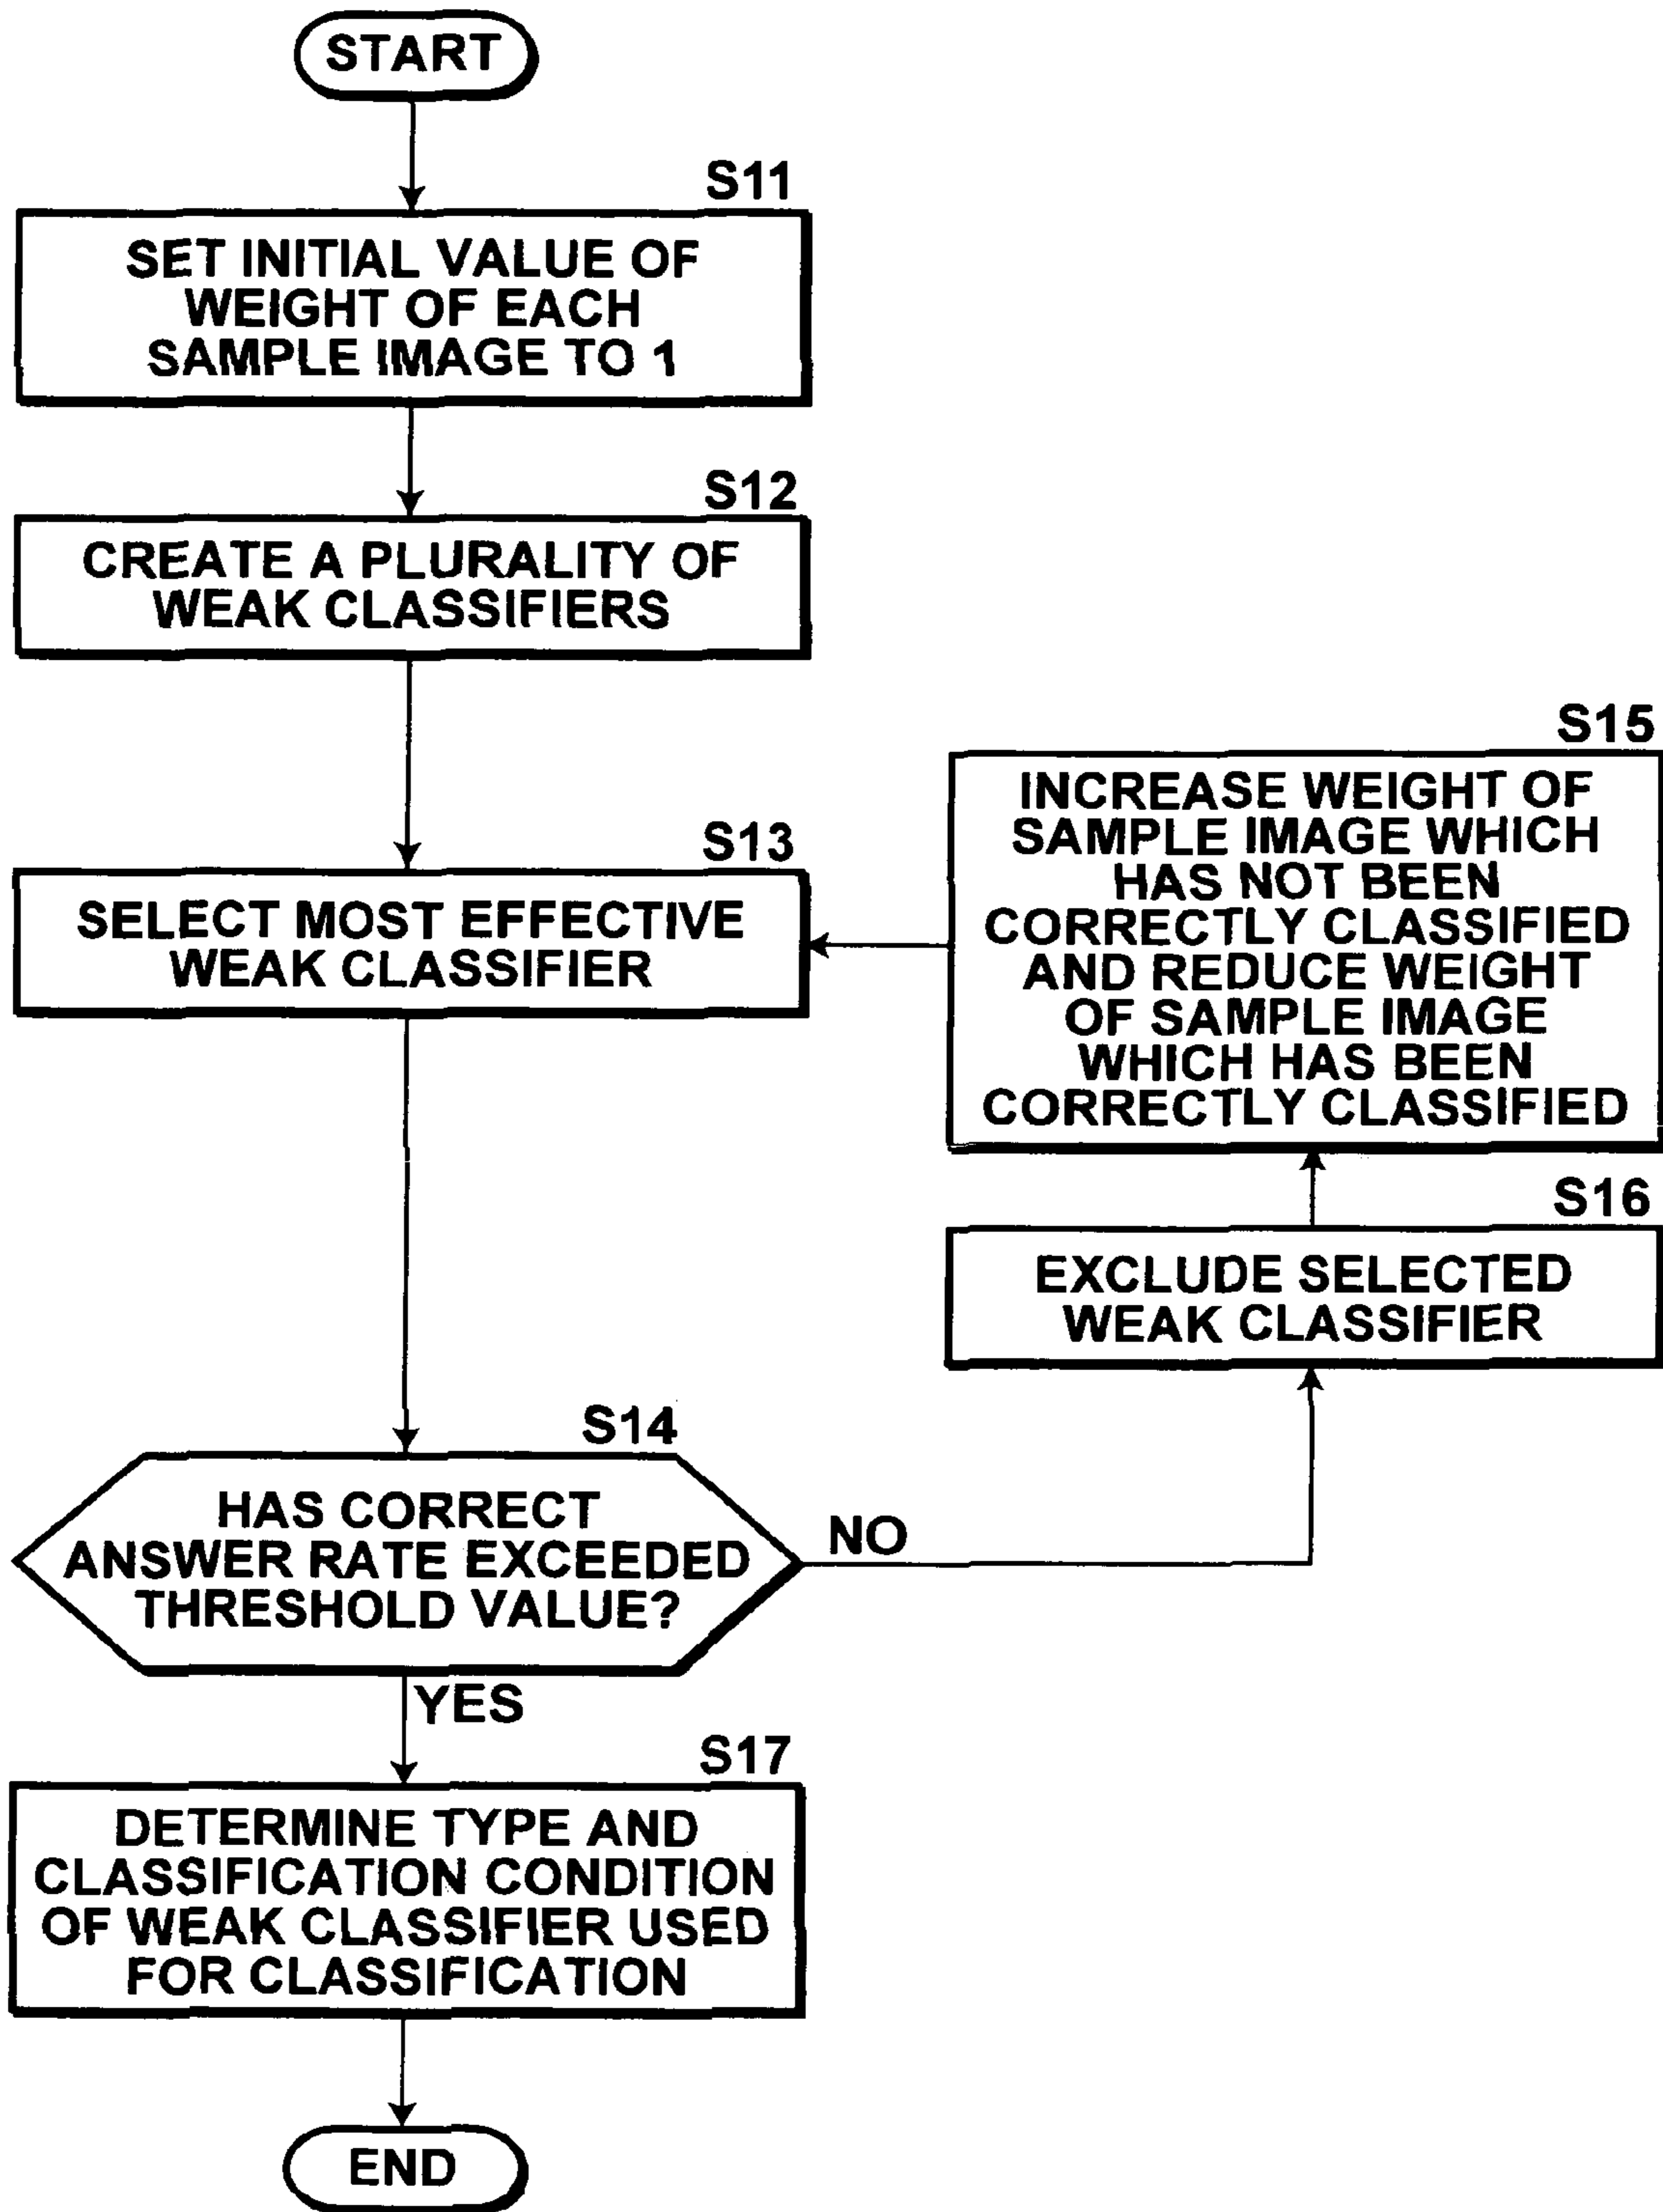 START
S11
SET INITIAL VALUE OF
WEIGHT OF EACH
SAMPLE IMAGE TO 1
S12
CREATE A PLURALITY OF
WEAK CLASSIFIERS
S13
SELECT MOST EFFECTIVE
WEAK CLASSIFIER
S15
INCREASE WEIGHT OF
SAMPLE IMAGE WHICH
HAS NOT BEEN
CORRECTLY CLASSIFIED
AND REDUCE WEIGHT
OF SAMPLE IMAGE
WHICH HAS BEEN
CORRECTLY CLASSIFIED
S16
EXCLUDE SELECTED
WEAK CLASSIFIER
S14
HAS CORRECT
ANSWER RATE EXCEEDED
THRESHOLD VALUE?
NO
YES
S17
DETERMINE TYPE AND
CLASSIFICATION CONDITION
OF WEAK CLASSIFIER USED
FOR CLASSIFICATION
END